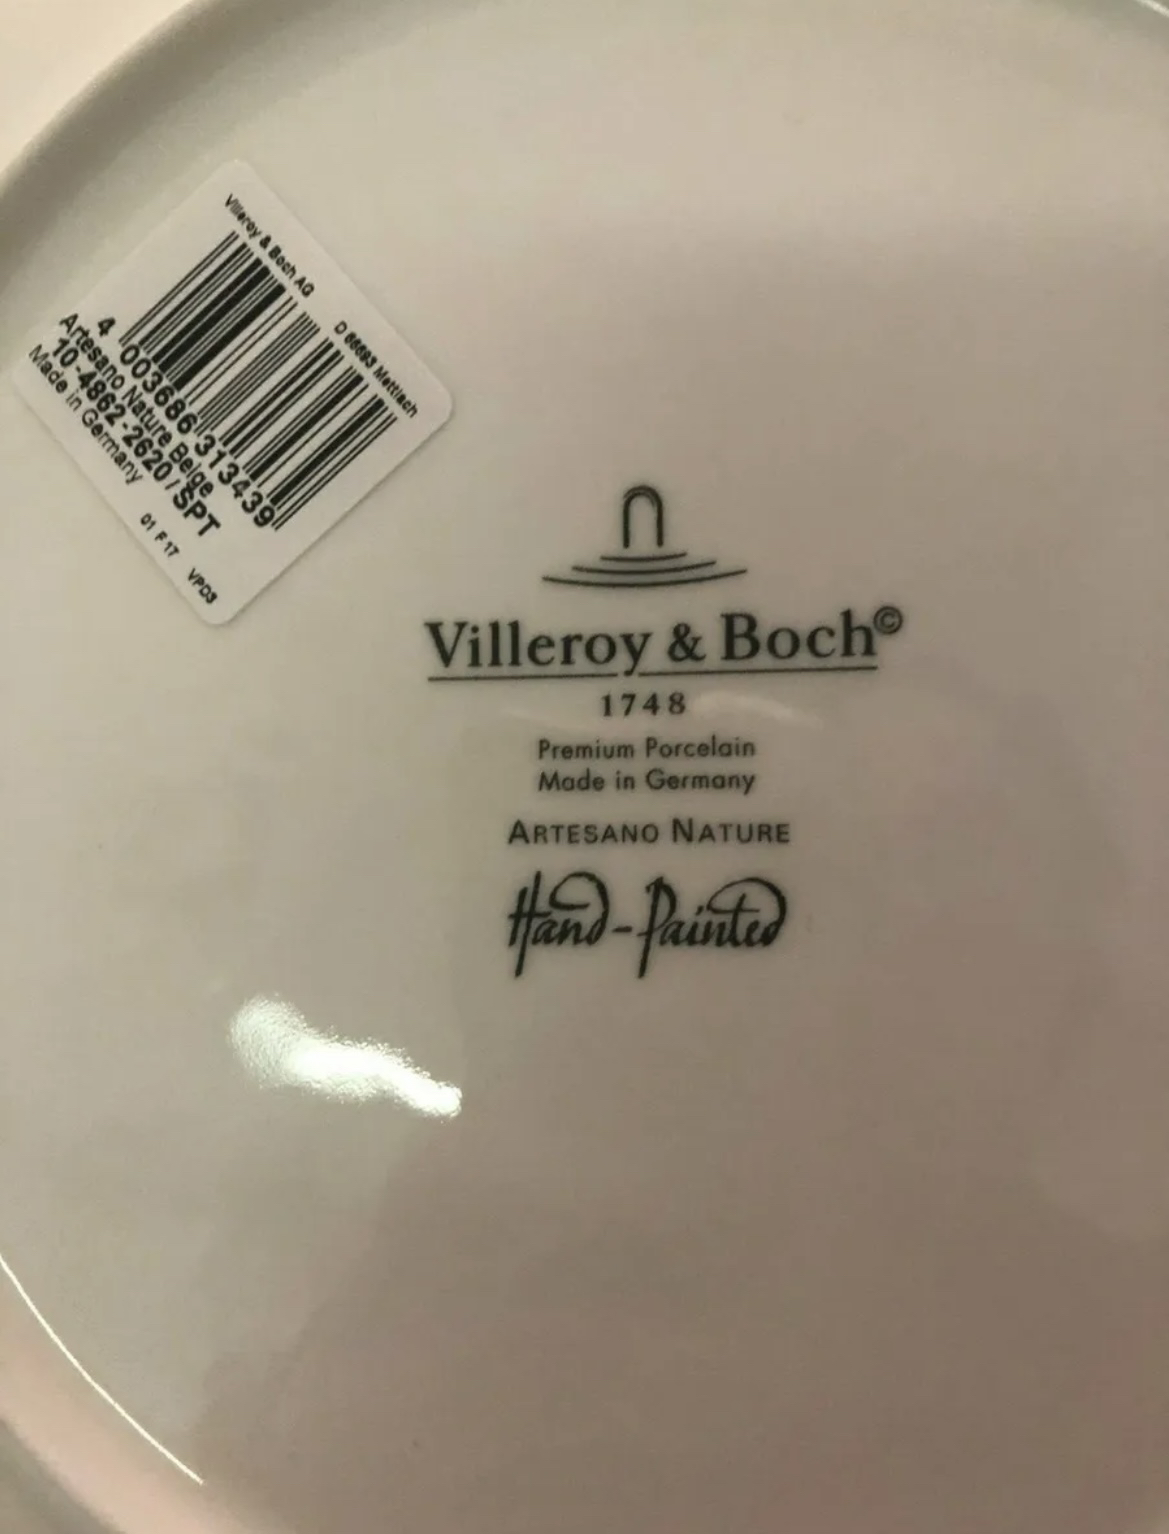 Villeroy & Boch AG D 66693 Mettlach
4 003686 313439
Artesano Nature Beige
10-4862-2620 / SPT
Made in Germany
01 F 17 VPD3
Villeroy & Boch©
1748
Premium Porcelain
Made in Germany
ARTESANO NATURE
Hand-Painted